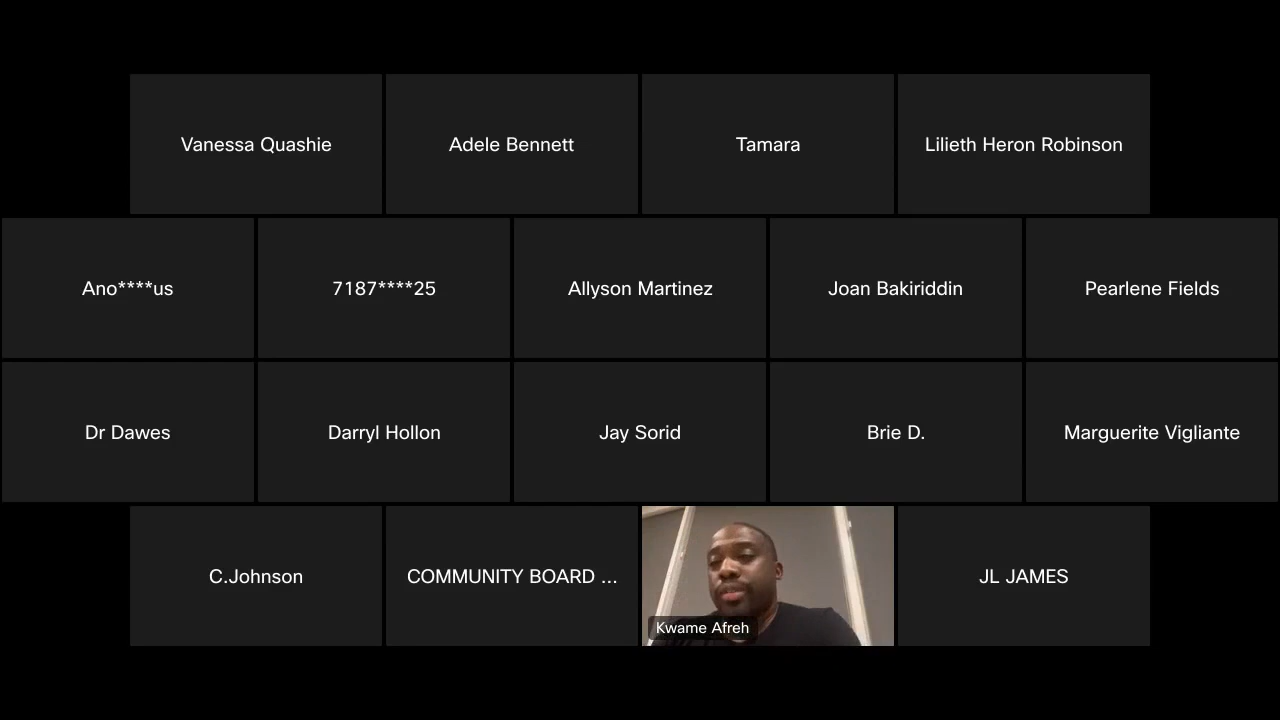 Vanessa Quashie
Adele Bennett
Tamara
Lilieth Heron Robinson
Ano****us
7187****25
Allyson Martinez
Joan Bakiriddin
Pearlene Fields
Dr Dawes
Darryl Hollon
Jay Sorid
Brie D.
Marguerite Vigliante
C.Johnson
COMMUNITY BOARD ...
Kwame Afreh
JL JAMES